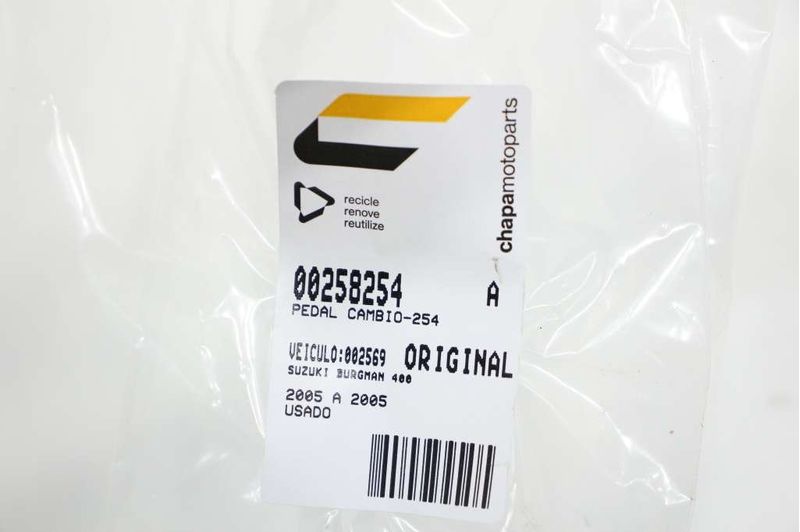 chapamotoparts
recicle
renove
reutilize
00258254 A
PEDAL CAMBIO-254
VEICULO:002569 ORIGINAL
SUZUKI BURGMAN 400
2005 A 2005
USADO